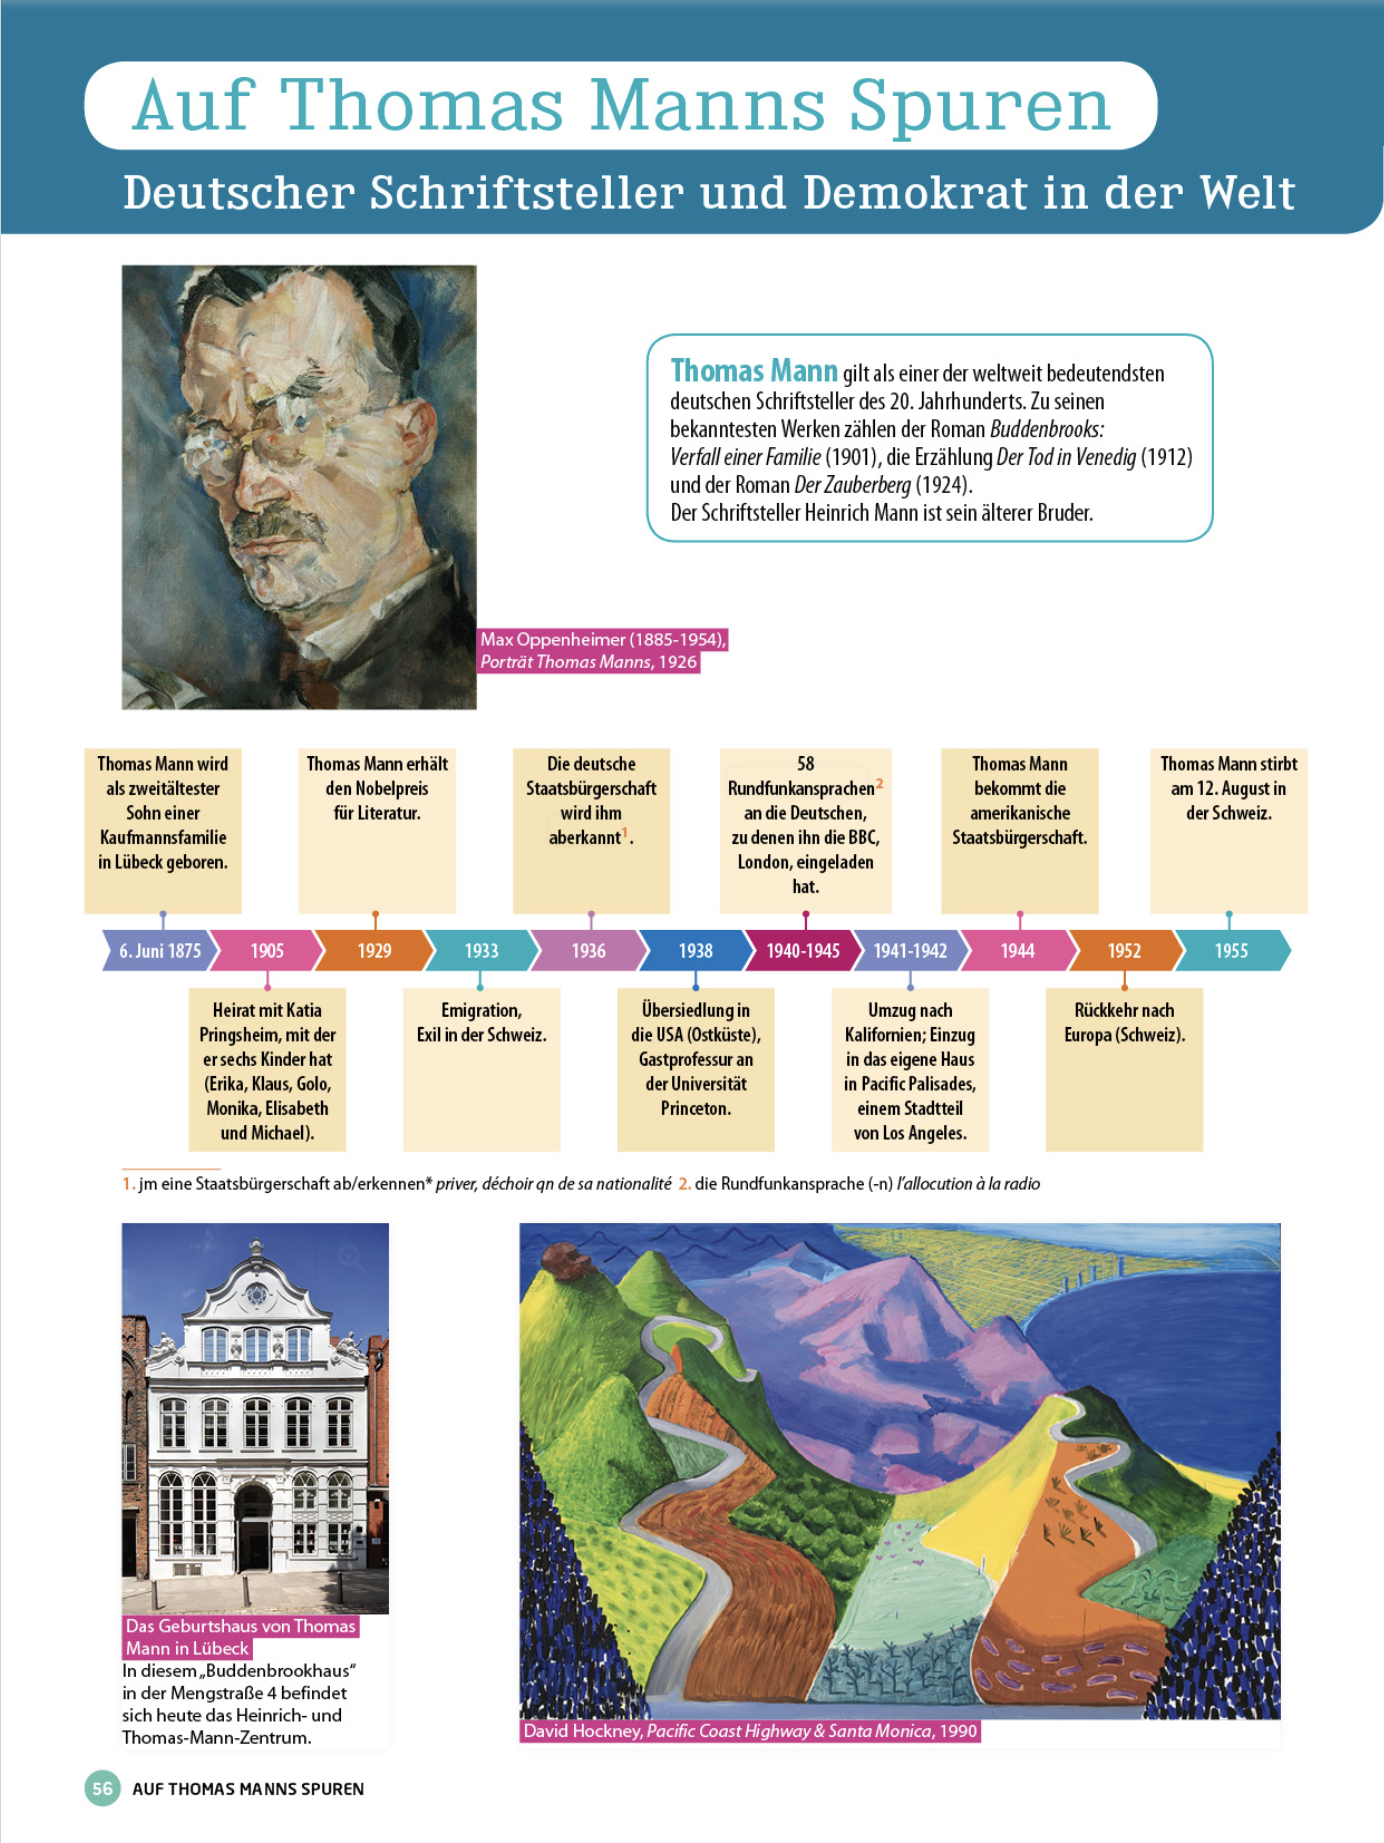 Auf Thomas Manns Spuren
Deutscher Schriftsteller und Demokrat in der Welt
Thomas Mann gilt als einer der weltweit bedeutendsten
deutschen Schriftsteller des 20. Jahrhunderts. Zu seinen
bekanntesten Werken zählen der Roman Buddenbrooks:
Verfall einer Familie (1901), die Erzählung Der Tod in Venedig (1912)
und der Roman Der Zauberberg (1924).
Der Schriftsteller Heinrich Mann ist sein älterer Bruder.
Max Oppenheimer (1885-1954),
Porträt Thomas Manns, 1926
Thomas Mann wird
als zweitältester
Sohn einer
Kaufmannsfamilie
in Lübeck geboren.
Thomas Mann erhält
den Nobelpreis
für Literatur.
Die deutsche
Staatsbürgerschaft
wird ihm
aberkannt1.
58
Rundfunkansprachen2
an die Deutschen,
zu denen ihn die BBC,
London, eingeladen
hat.
Thomas Mann
bekommt die
amerikanische
Staatsbürgerschaft.
Thomas Mann stirbt
am 12. August in
der Schweiz.
6. Juni 1875
1905
1929
1933
1936
1938
1940-1945
1941-1942
1944
1952
1955
Heirat mit Katia
Pringsheim, mit der
er sechs Kinder hat
(Erika, Klaus, Golo,
Monika, Elisabeth
und Michael).
Emigration,
Exil in der Schweiz.
Übersiedlung in
die USA (Ostküste),
Gastprofessur an
der Universität
Princeton.
Umzug nach
Kalifornien; Einzug
in das eigene Haus
in Pacific Palisades,
einem Stadtteil
von Los Angeles.
Rückkehr nach
Europa (Schweiz).
1. jm eine Staatsbürgerschaft ab/erkennen* priver, déchoir qn de sa nationalité 2. die Rundfunkansprache (-n) l'allocution à la radio
Das Geburtshaus von Thomas
Mann in Lübeck
In diesem „Buddenbrookhaus“
in der Mengstraße 4 befindet
sich heute das Heinrich- und
Thomas-Mann-Zentrum.
David Hockney, Pacific Coast Highway & Santa Monica, 1990
56 AUF THOMAS MANNS SPUREN